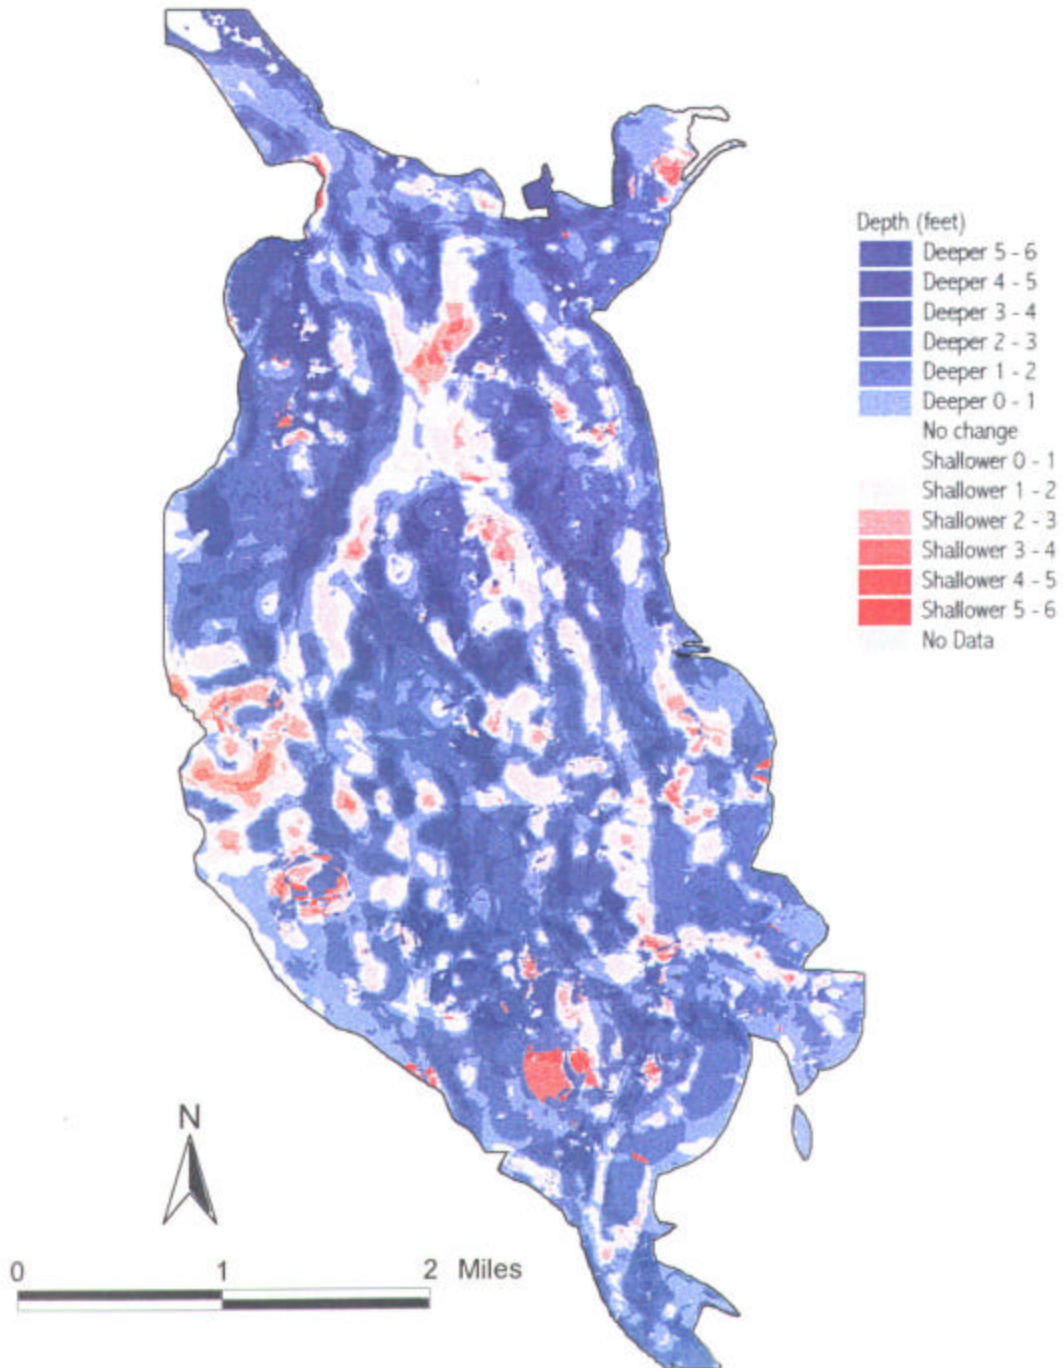 Depth (feet)
Deeper 5 - 6
Deeper 4 - 5
Deeper 3 - 4
Deeper 2 - 3
Deeper 1 - 2
Deeper 0 - 1
No change
Shallower 0 - 1
Shallower 1 - 2
Shallower 2 - 3
Shallower 3 - 4
Shallower 4 - 5
Shallower 5 - 6
No Data
N
0 1 2 Miles